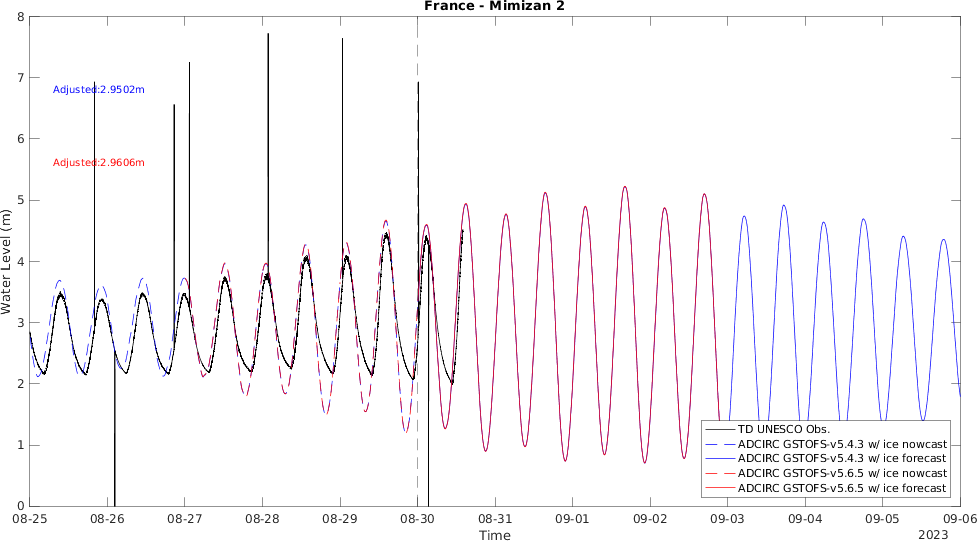 France - Mimizan 2
8
7
6
5
4
3
2
1
0
Water Level (m)
Adjusted:2.9502m
Adjusted:2.9606m
TD UNESCO Obs.
ADCIRC GSTOFS-v5.4.3 w/ ice nowcast
ADCIRC GSTOFS-v5.4.3 w/ ice forecast
ADCIRC GSTOFS-v5.6.5 w/ ice nowcast
ADCIRC GSTOFS-v5.6.5 w/ ice forecast
08-25 08-26 08-27 08-28 08-29 08-30 08-31 09-01 09-02 09-03 09-04 09-05 09-06
Time
2023